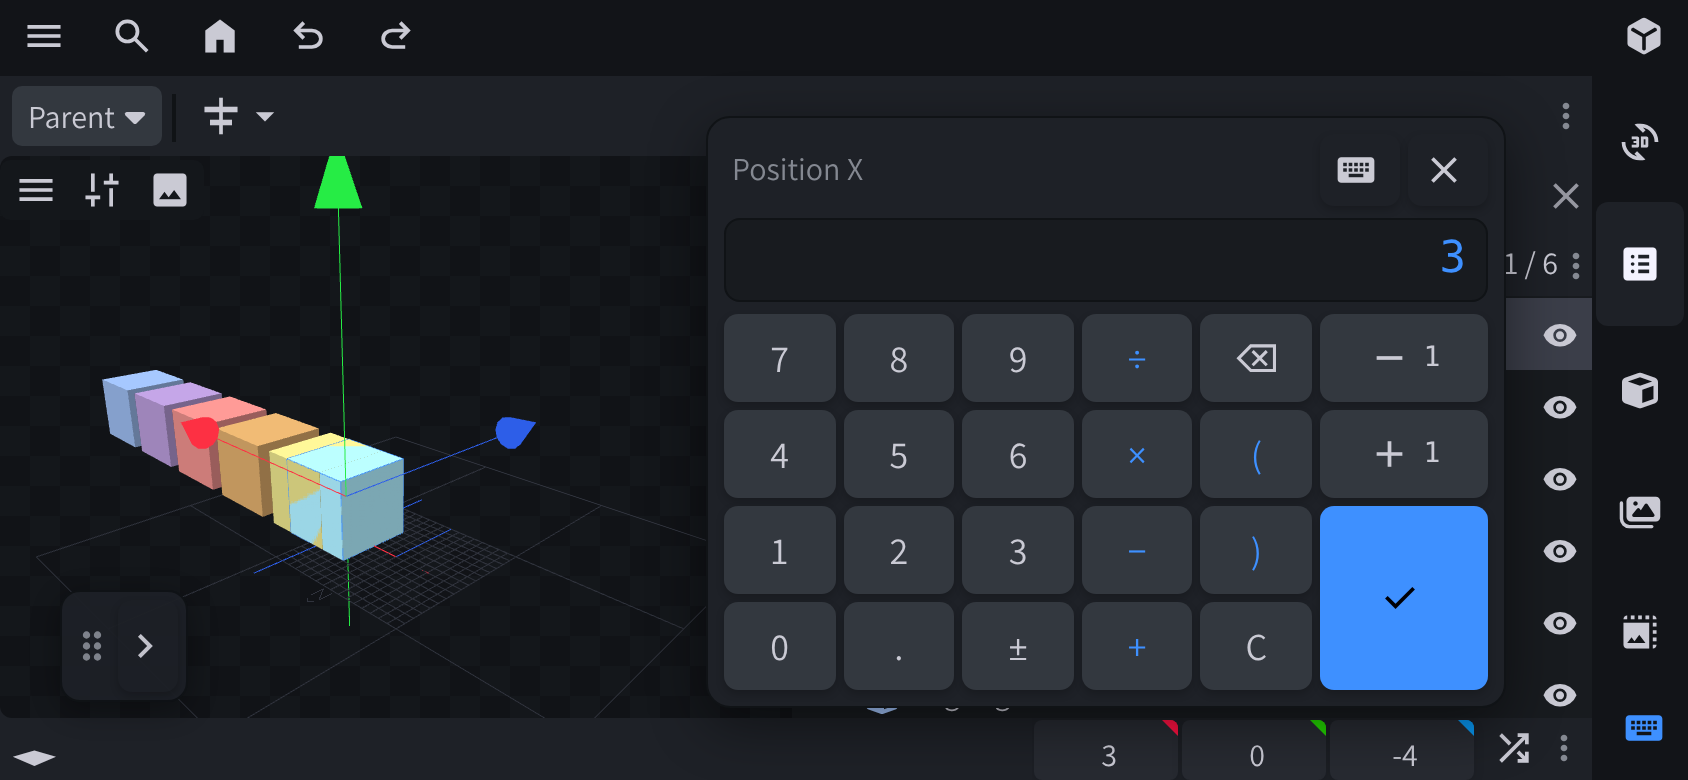 Parent
Position X
3
1 / 6
7 8 9 ÷ − 1
4 5 6 × ( + 1
1 2 3 − )
0 . ± + C
3 0 -4